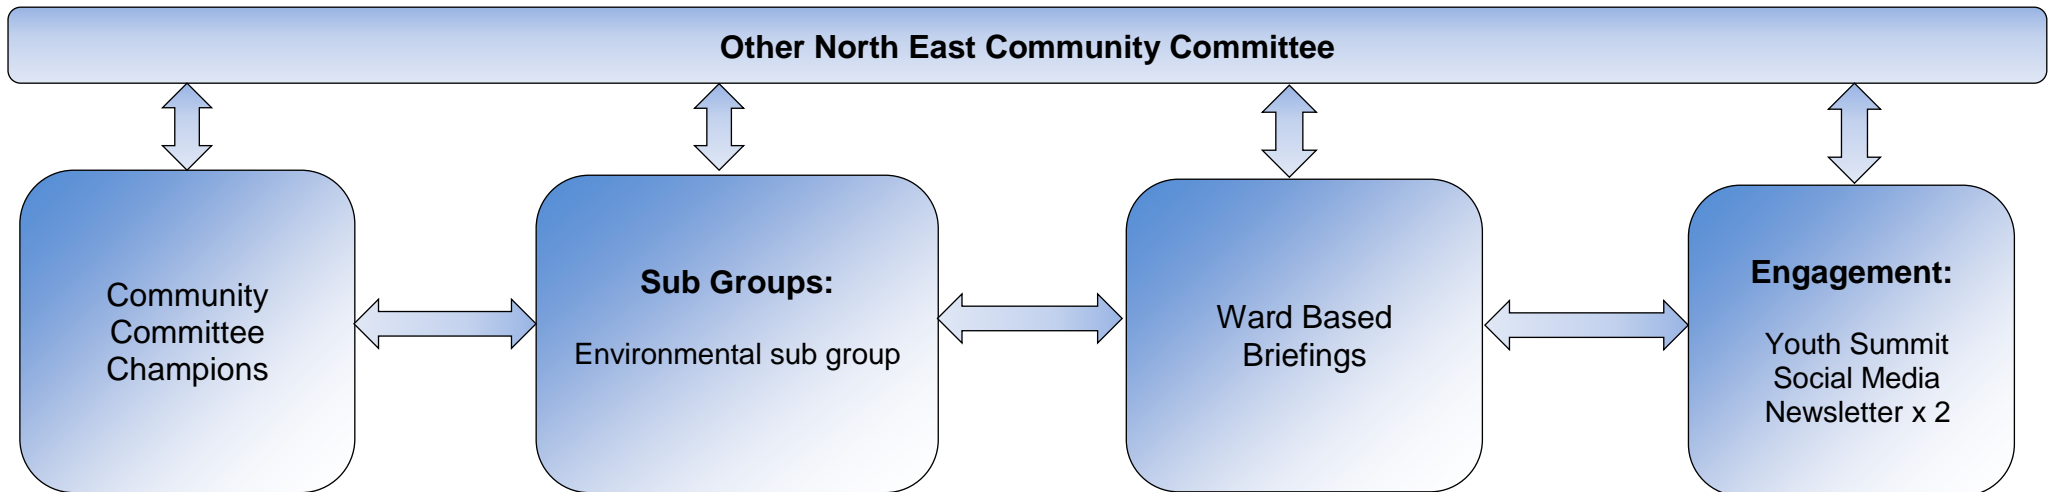 Other North East Community Committee
Community
Committee
Champions
Sub Groups:
Environmental sub group
Ward Based
Briefings
Engagement:
Youth Summit
Social Media
Newsletter x 2